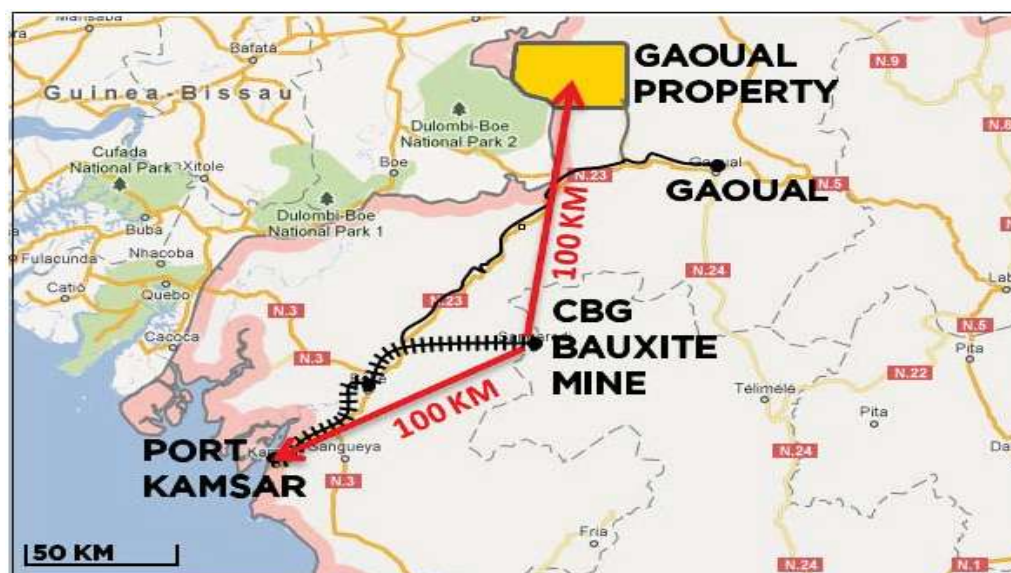 Mansaba
Bafatá
Guinea-Bissau
GAOUAL
PROPERTY
N.9
Dulombi-Boe
National Park 2
Cufada
National Park
Xitole
Boe
N.23
GAOUAL
N.5
Dulombi-Boe
National Park 1
Buba
Fulacunda
Nhacoba
100 KM
Catió
Quebo
N.24
N.23
N.3
CBG
BAUXITE
MINE
Cacoca
N.5
Pita
N.3
N.22
Télimélé
100 KM
Pita
PORT
KAMSAR
Sangueya
N.3
N.24
Fria
50 KM
N.24
N.1